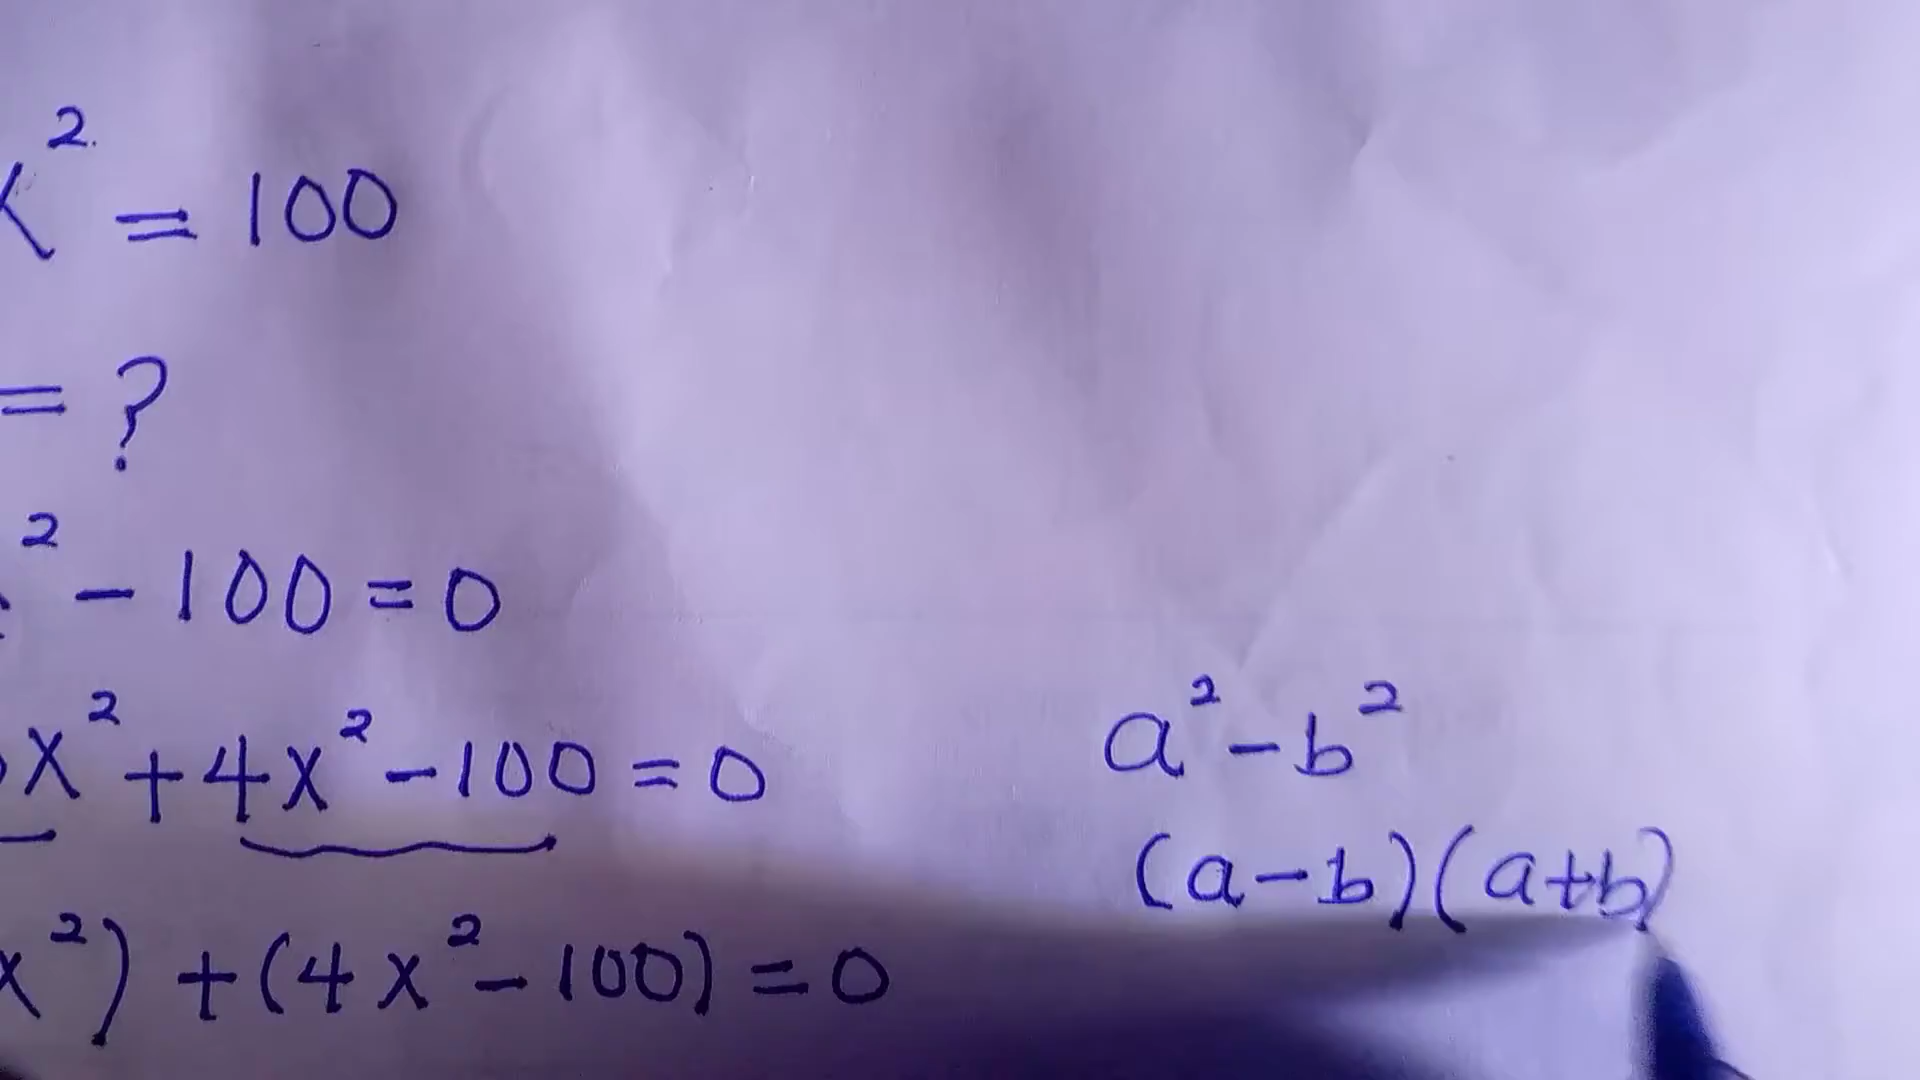 x² = 100
= ?
² - 100 = 0
x² + 4x² - 100 = 0
a² - b²
(a - b)(a + b)
x²) + (4x² - 100) = 0